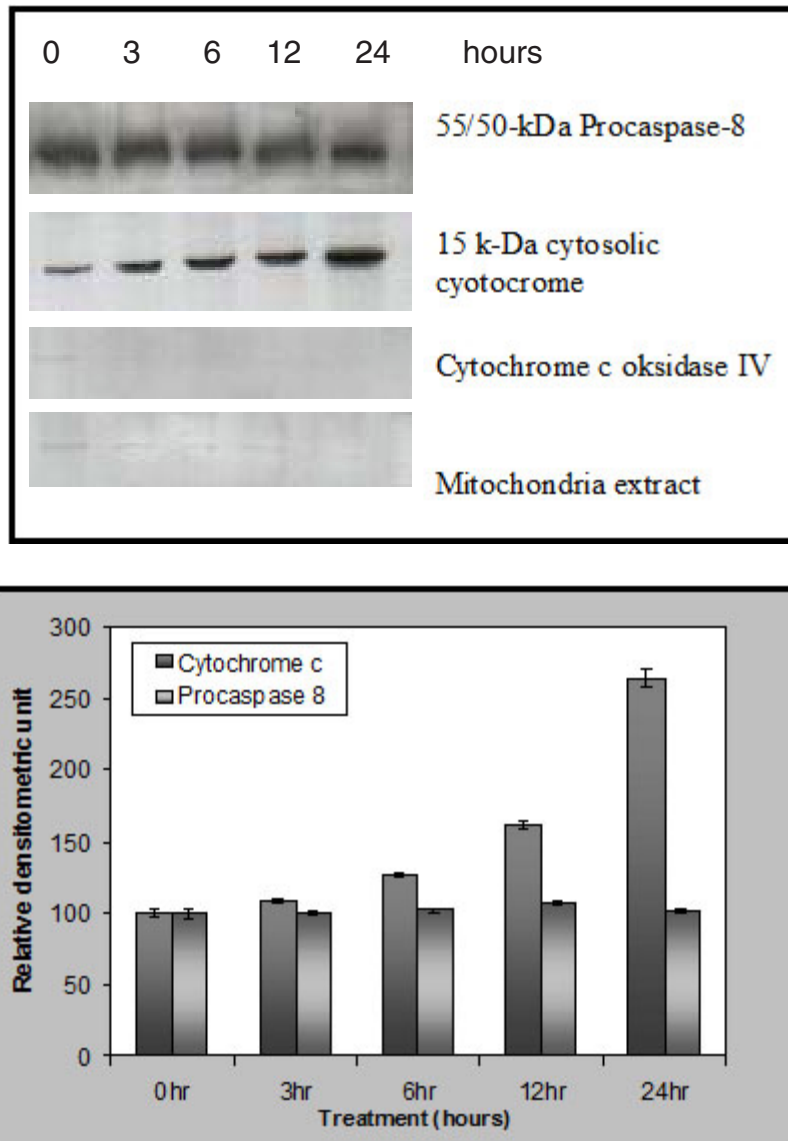 0 3 6 12 24 hours
55/50-kDa Procaspase-8
15 k-Da cytosolic
cyotocrome
Cytochrome c oksidase IV
Mitochondria extract
300
250
200
150
100
50
0
Cytochrome c
Procaspase 8
Relative densitometric unit
0hr 3hr 6hr 12hr 24hr
Treatment (hours)